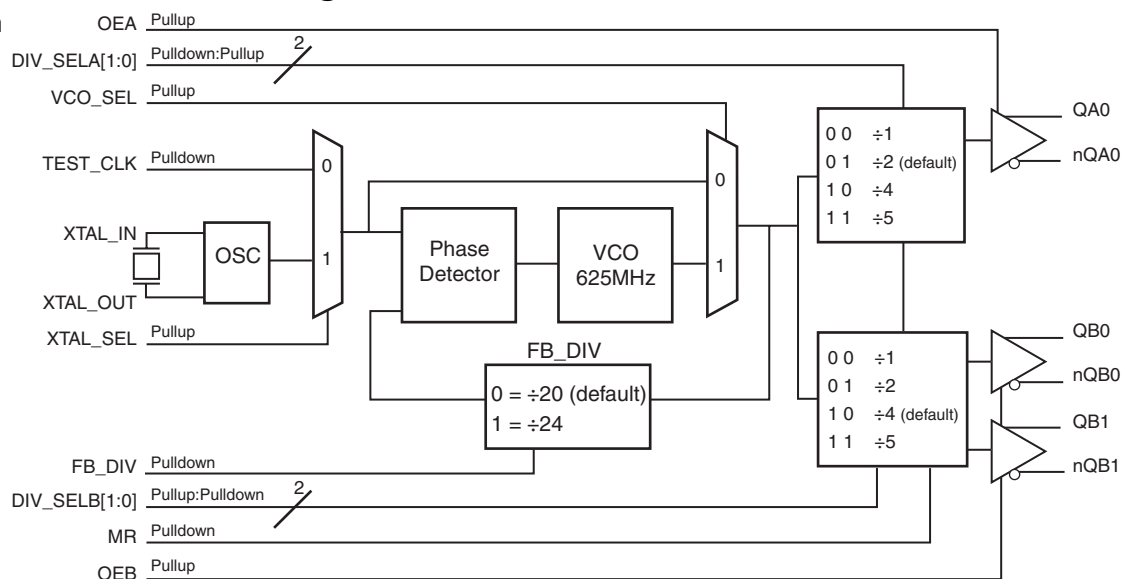 OEA Pullup
DIV_SELA[1:0] Pulldown:Pullup 2
VCO_SEL Pullup
TEST_CLK Pulldown
0
XTAL_IN
OSC
1
XTAL_OUT
XTAL_SEL Pullup
Phase
Detector
VCO
625MHz
0
1
FB_DIV
0 = ÷20 (default)
1 = ÷24
0 0 ÷1
0 1 ÷2 (default)
1 0 ÷4
1 1 ÷5
QA0
nQA0
0 0 ÷1
0 1 ÷2
1 0 ÷4 (default)
1 1 ÷5
QB0
nQB0
QB1
nQB1
FB_DIV Pulldown
DIV_SELB[1:0] Pullup:Pulldown 2
MR Pulldown
OEB Pullup